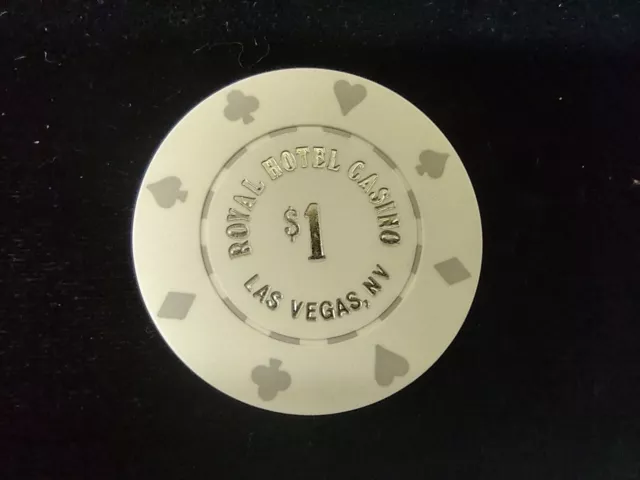 ROYAL HOTEL CASINO
$1
LAS VEGAS, NV